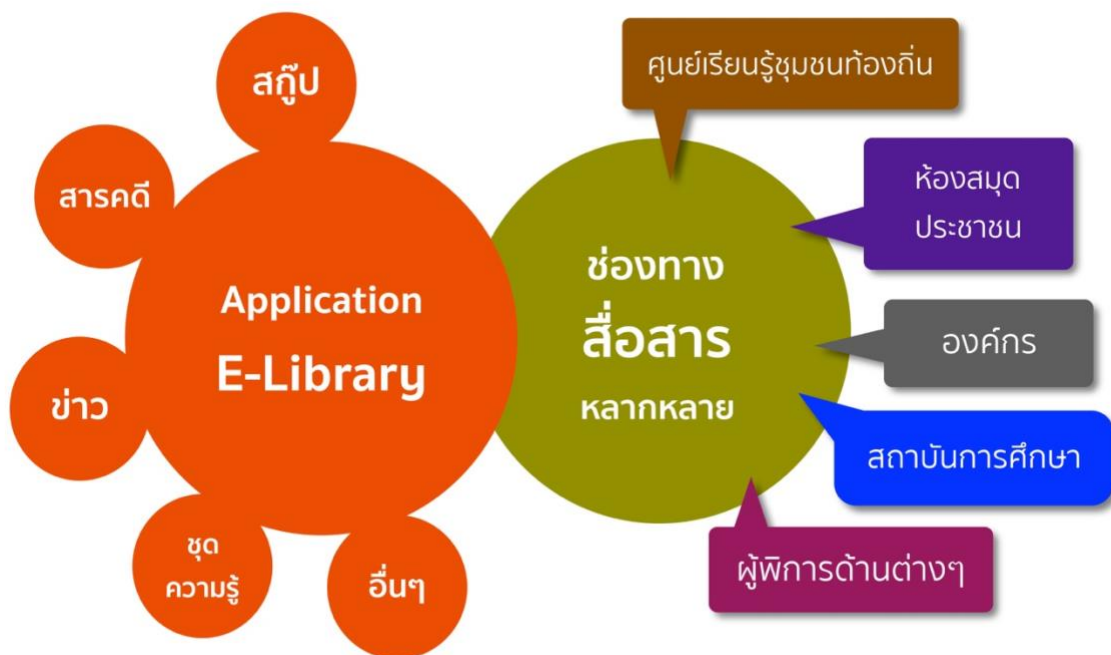 สกู๊ป
สารคดี
ข่าว
ชุด
ความรู้
อื่นๆ
Application
E-Library
ช่องทาง
สื่อสาร
หลากหลาย
ศูนย์เรียนรู้ชุมชนท้องถิ่น
ห้องสมุด
ประชาชน
องค์กร
สถาบันการศึกษา
ผู้พิการด้านต่างๆ